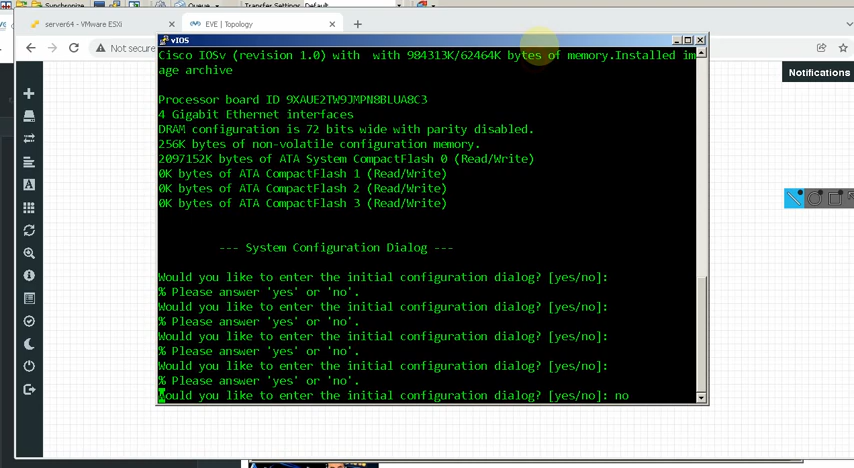 Synchronize
Queue
Transfer Settings Default
server64 - VMware ESXi
EVE | Topology
Not secure
vIOS
Cisco IOSv (revision 1.0) with  with 984313K/62464K bytes of memory.Installed im
age archive
Processor board ID 9XAUE2TW9JMPN8BLUA8C3
4 Gigabit Ethernet interfaces
DRAM configuration is 72 bits wide with parity disabled.
256K bytes of non-volatile configuration memory.
2097152K bytes of ATA System CompactFlash 0 (Read/Write)
0K bytes of ATA CompactFlash 1 (Read/Write)
0K bytes of ATA CompactFlash 2 (Read/Write)
0K bytes of ATA CompactFlash 3 (Read/Write)
--- System Configuration Dialog ---
Would you like to enter the initial configuration dialog? [yes/no]:
% Please answer 'yes' or 'no'.
Would you like to enter the initial configuration dialog? [yes/no]:
% Please answer 'yes' or 'no'.
Would you like to enter the initial configuration dialog? [yes/no]:
% Please answer 'yes' or 'no'.
Would you like to enter the initial configuration dialog? [yes/no]:
% Please answer 'yes' or 'no'.
Would you like to enter the initial configuration dialog? [yes/no]: no
Notifications